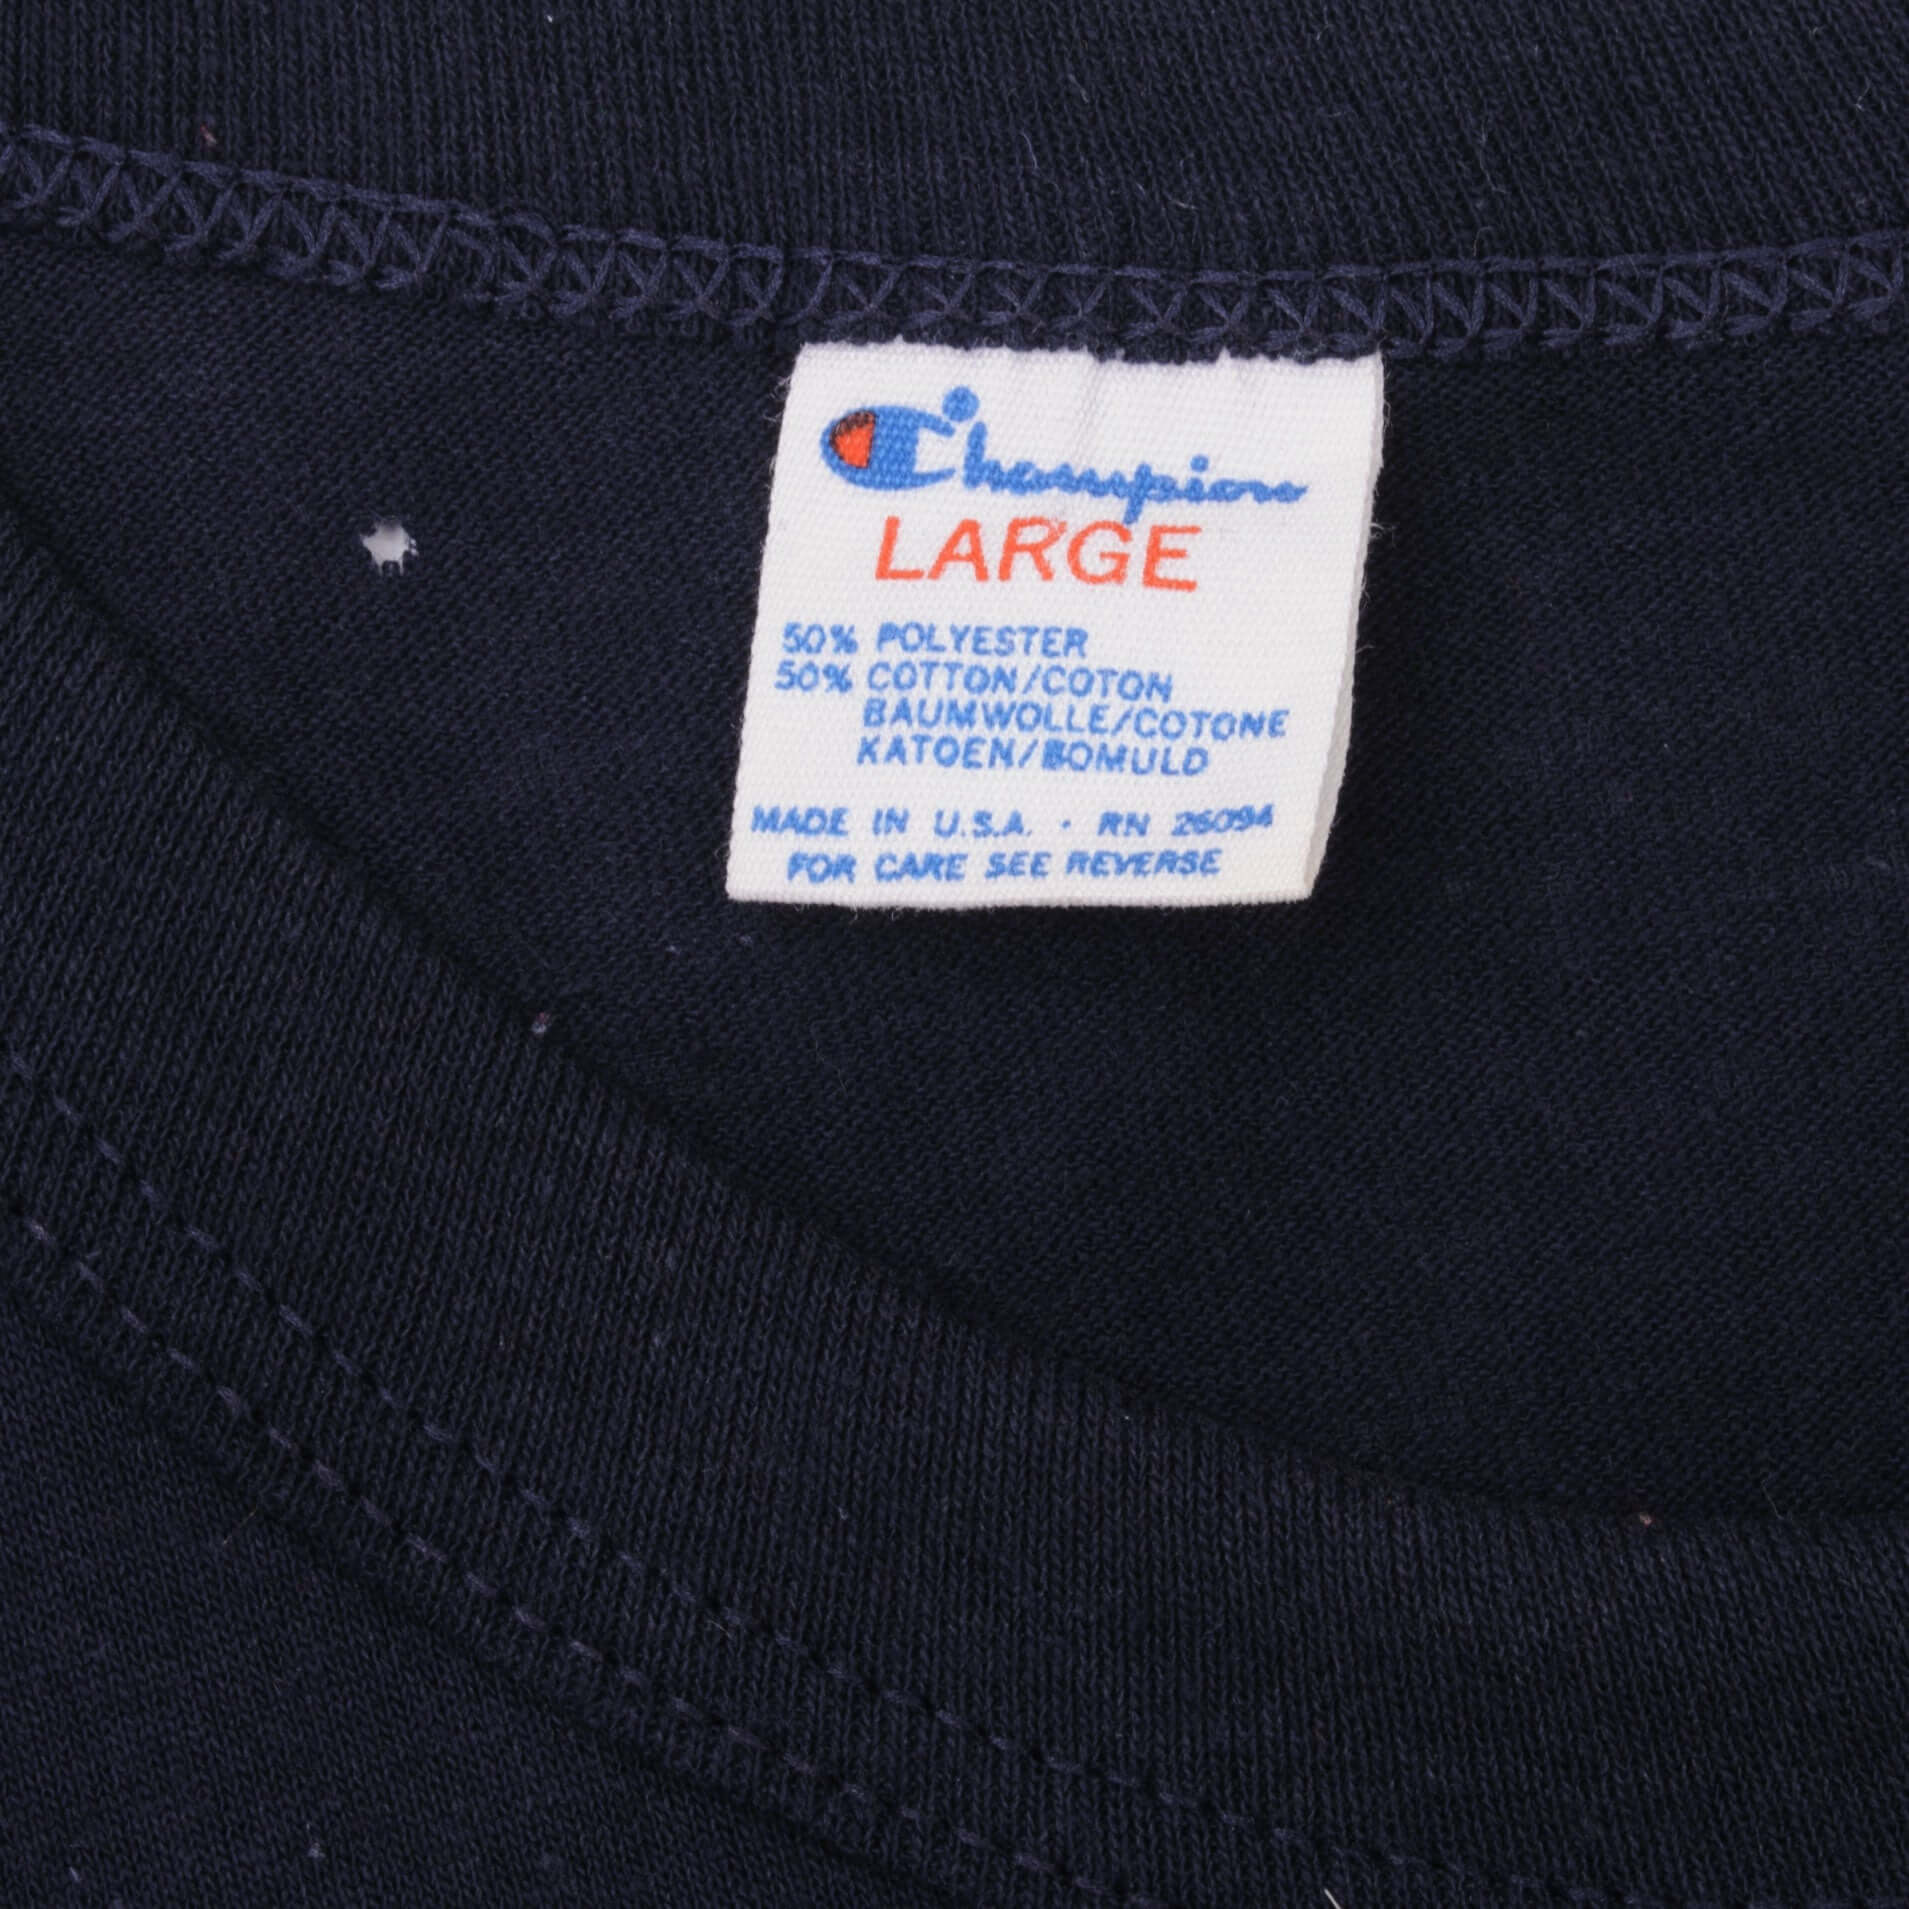 Champion
LARGE
50% POLYESTER
50% COTTON/COTON
BAUMWOLLE/COTONE
KATOEN/BOMULD
MADE IN U.S.A. · RN 26094
FOR CARE SEE REVERSE